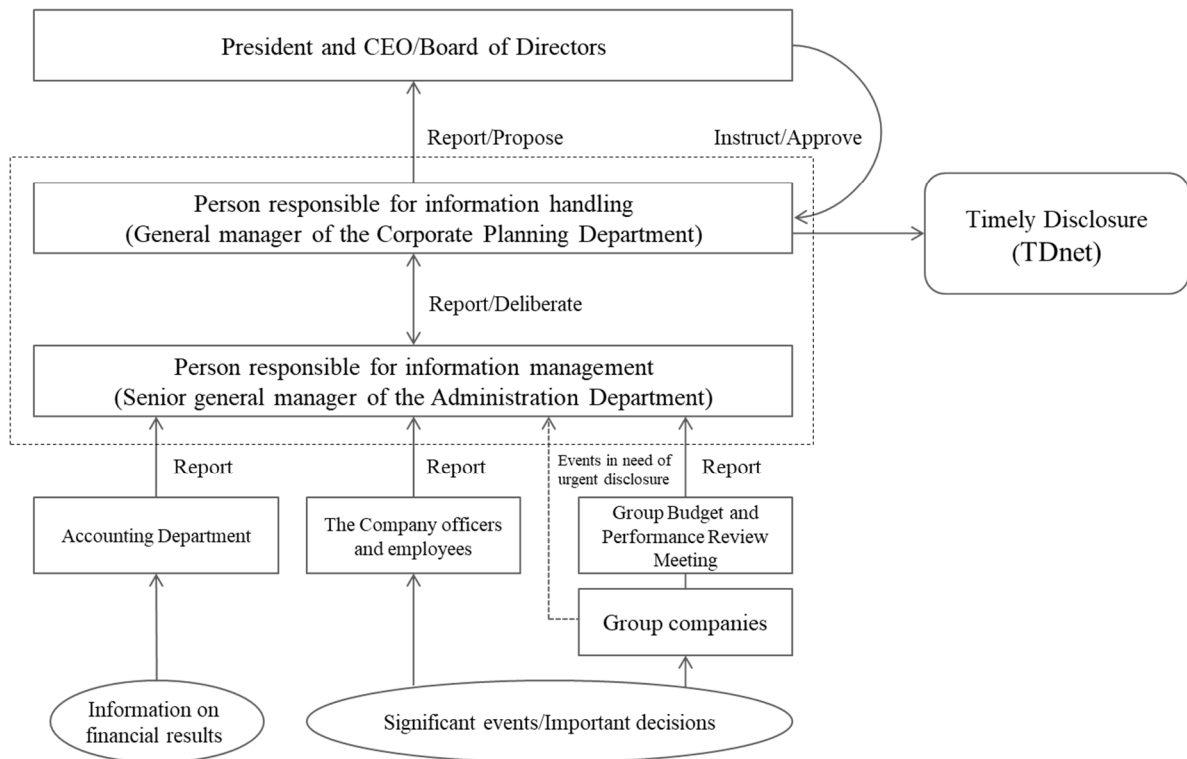 President and CEO/Board of Directors
Report/Propose
Instruct/Approve
Person responsible for information handling
(General manager of the Corporate Planning Department)
Timely Disclosure
(TDnet)
Report/Deliberate
Person responsible for information management
(Senior general manager of the Administration Department)
Report
Report
Events in need of
urgent disclosure
Report
Accounting Department
The Company officers
and employees
Group Budget and
Performance Review
Meeting
Group companies
Information on
financial results
Significant events/Important decisions